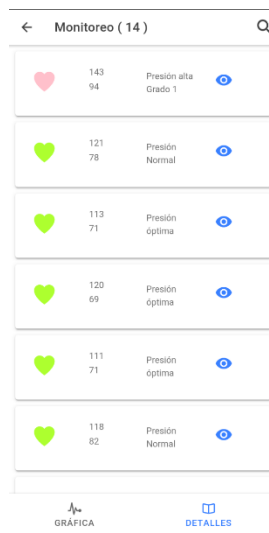 Monitoreo ( 14 )
143
94
Presión alta
Grado 1
121
78
Presión
Normal
113
71
Presión
óptima
120
69
Presión
óptima
111
71
Presión
óptima
118
82
Presión
Normal
GRÁFICA
DETALLES